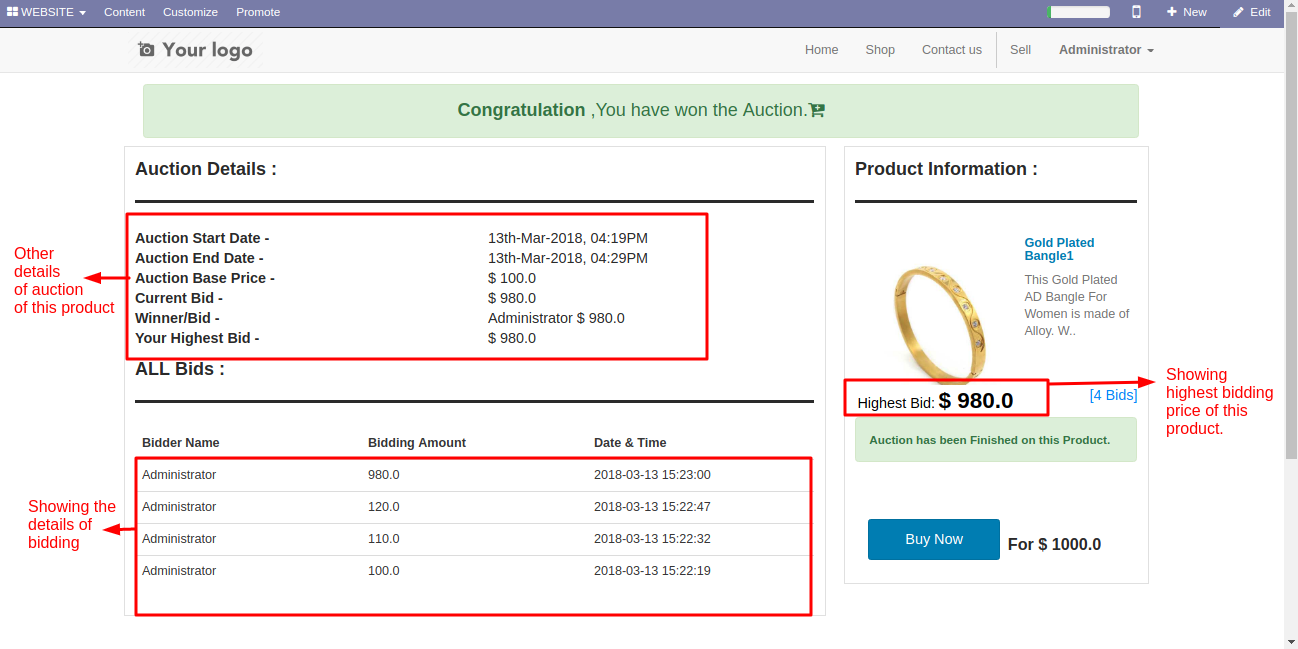 WEBSITE Content Customize Promote New Edit
Your logo Home Shop Contact us Sell Administrator
Congratulation ,You have won the Auction.
Auction Details :
Auction Start Date - 13th-Mar-2018, 04:19PM
Auction End Date - 13th-Mar-2018, 04:29PM
Auction Base Price - $ 100.0
Current Bid - $ 980.0
Winner/Bid - Administrator $ 980.0
Your Highest Bid - $ 980.0
Other
details
of auction
of this product
ALL Bids :
Bidder Name Bidding Amount Date & Time
Administrator 980.0 2018-03-13 15:23:00
Administrator 120.0 2018-03-13 15:22:47
Administrator 110.0 2018-03-13 15:22:32
Administrator 100.0 2018-03-13 15:22:19
Showing the
details of
bidding
Product Information :
Gold Plated
Bangle1
This Gold Plated
AD Bangle For
Women is made of
Alloy. W..
Highest Bid: $ 980.0 [4 Bids]
Showing
highest bidding
price of this
product.
Auction has been Finished on this Product.
Buy Now For $ 1000.0